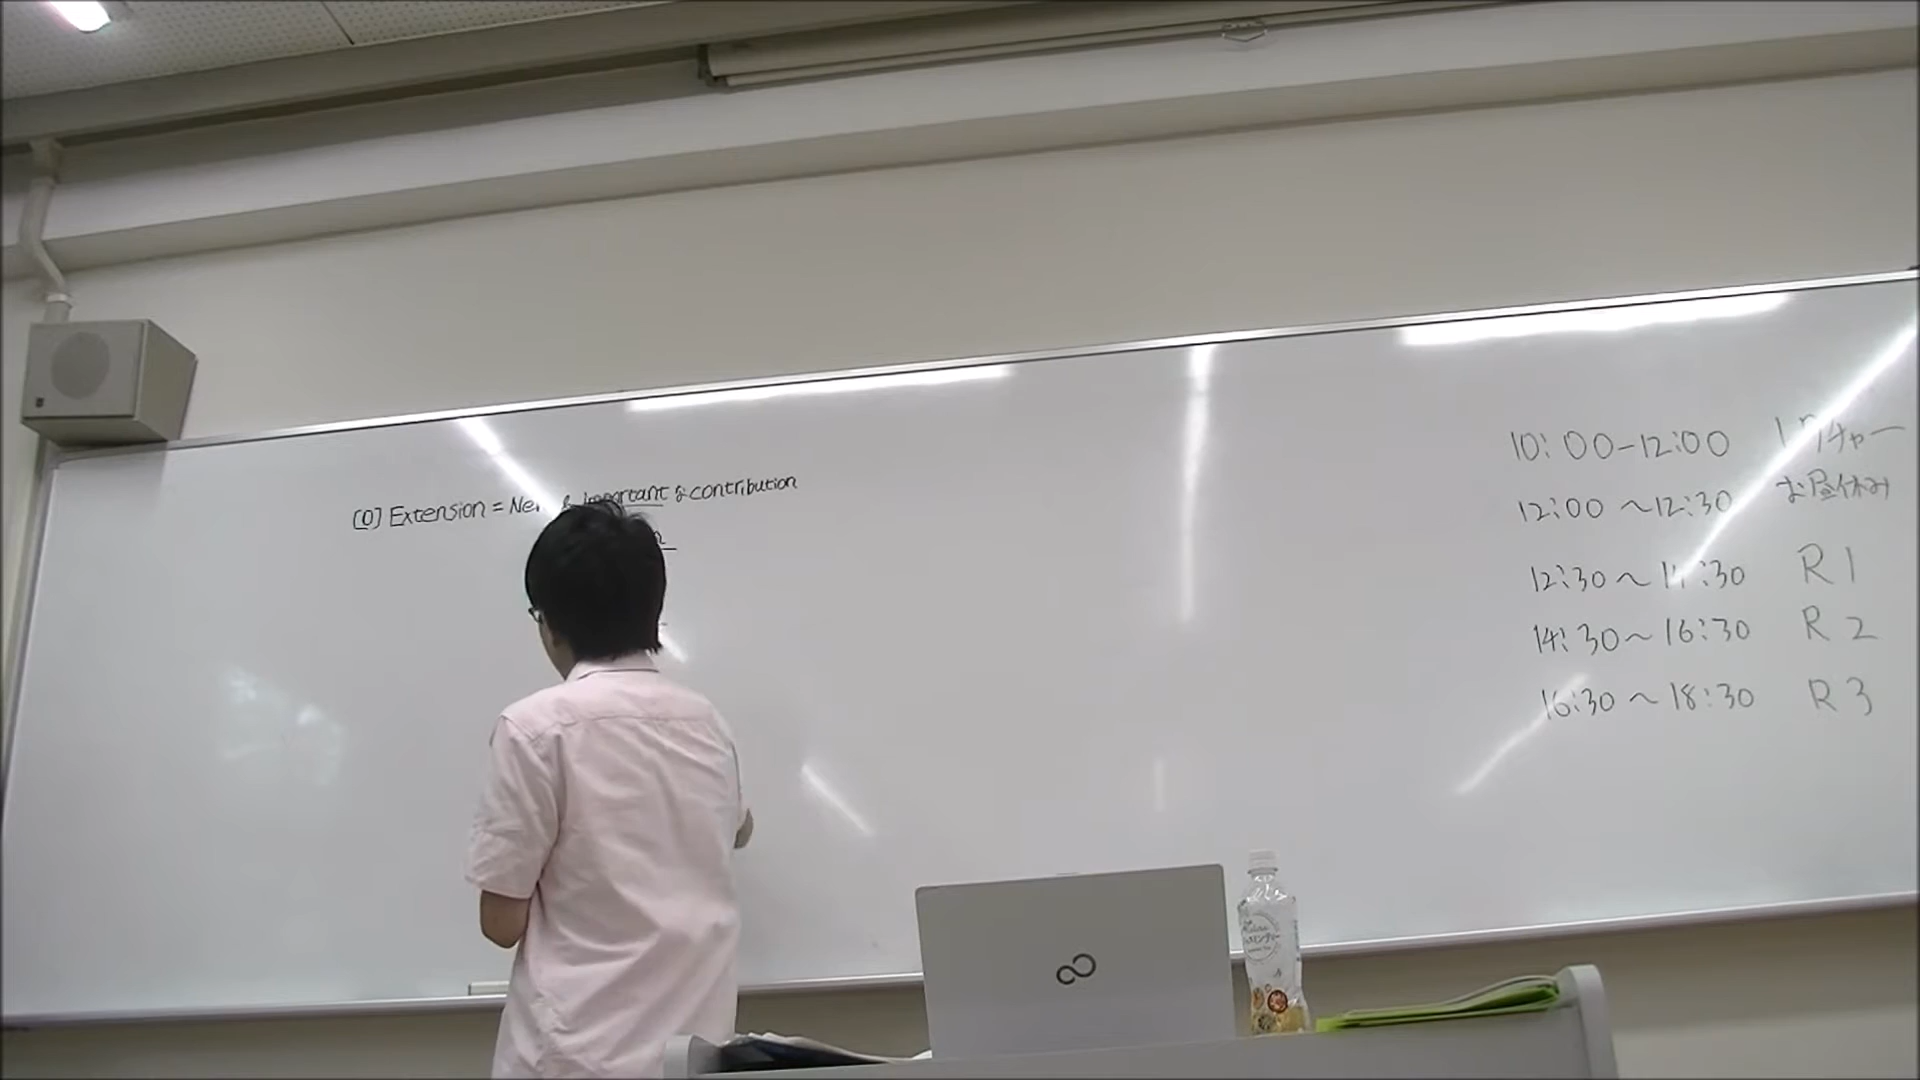 [0] Extension = New & important な contribution
10:00-12:00 レクチャー
12:00 〜12:30 お昼休み
12:30 〜 14:30 R1
14:30 〜 16:30 R2
16:30 〜 18:30 R3